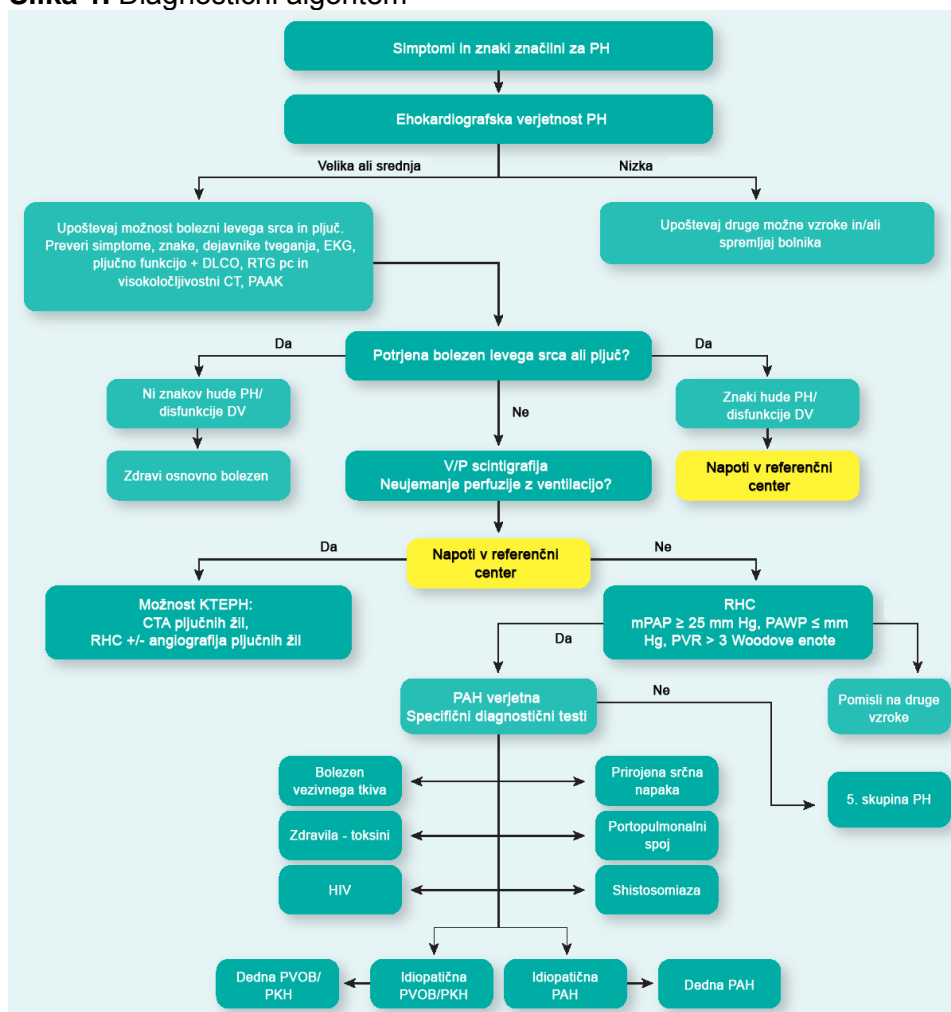 Slika 1. Diagnostični algoritem
Simptomi in znaki značilni za PH
Ehokardiografska verjetnost PH
Velika ali srednja
Nizka
Upoštevaj možnost bolezni levega srca in pljuč.
Preveri simptome, znake, dejavnike tveganja, EKG,
pljučno funkcijo + DLCO, RTG pc in
visokoločljivostni CT, PAAK
Upoštevaj druge možne vzroke in/ali
spremljaj bolnika
Da
Potrjena bolezen levega srca ali pljuč?
Da
Ni znakov hude PH/
disfunkcije DV
Ne
Znaki hude PH/
disfunkcije DV
Zdravi osnovno bolezen
V/P scintigrafija
Neujemanje perfuzije z ventilacijo?
Napoti v referenčni
center
Da
Napoti v referenčni
center
Ne
Možnost KTEPH:
CTA pljučnih žil,
RHC +/- angiografija pljučnih žil
RHC
mPAP ≥ 25 mm Hg, PAWP ≤ mm
Hg, PVR > 3 Woodove enote
Da
PAH verjetna
Specifični diagnostični testi
Ne
Pomisli na druge
vzroke
Bolezen
vezivnega tkiva
Prirojena srčna
napaka
5. skupina PH
Zdravila - toksini
Portopulmonalni
spoj
HIV
Shistosomiaza
Dedna PVOB/
PKH
Idiopatična
PVOB/PKH
Idiopatična
PAH
Dedna PAH